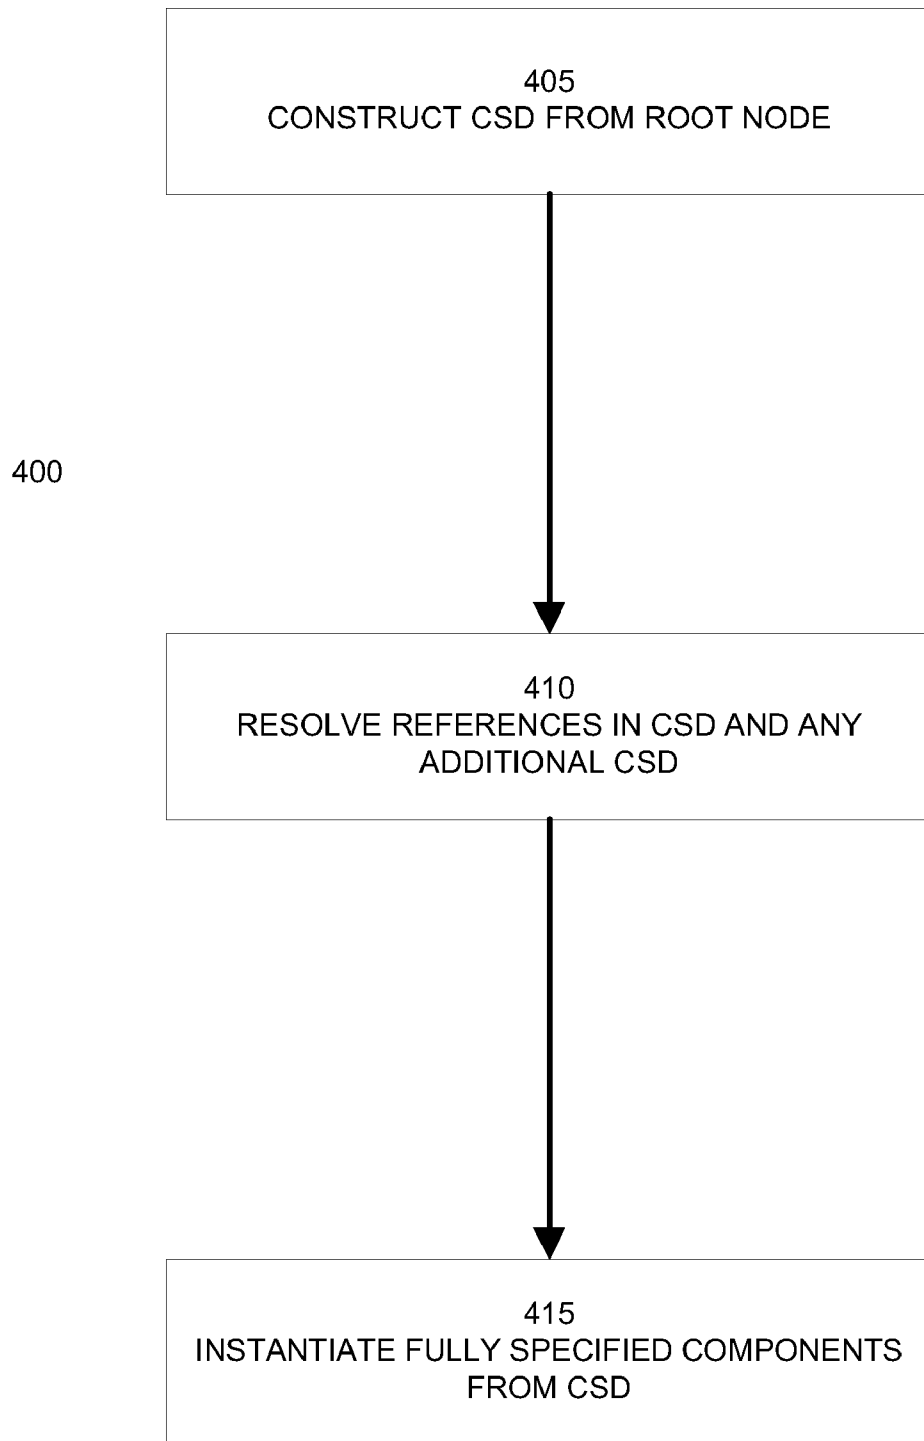 405
CONSTRUCT CSD FROM ROOT NODE
400
410
RESOLVE REFERENCES IN CSD AND ANY
ADDITIONAL CSD
415
INSTANTIATE FULLY SPECIFIED COMPONENTS
FROM CSD